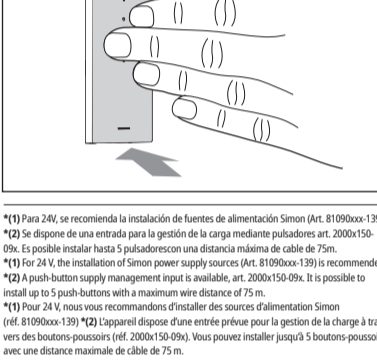 *(1) Para 24V, se recomienda la instalación de fuentes de alimentación Simon (Art. 81090xxx-139
*(2) Se dispone de una entrada para la gestión de la carga mediante pulsadores art. 2000x150-
09x. Es posible instalar hasta 5 pulsadorescon una distancia máxima de cable de 75m.
*(1) For 24 V, the installation of Simon power supply sources (Art. 81090xxx-139) is recommende
*(2) A push-button supply management input is available, art. 2000x150-09x. It is possible to
install up to 5 push-buttons with a maximum wire distance of 75 m.
*(1) Pour 24 V, nous vous recommandons d'installer des sources d'alimentation Simon
(réf. 81090xxx-139) *(2) L'appareil dispose d'une entrée prévue pour la gestion de la charge à tra
vers des boutons-poussoirs (réf. 2000x150-09x). Vous pouvez installer jusqu'à 5 boutons-poussoi
avec une distance maximale de câble de 75 m.